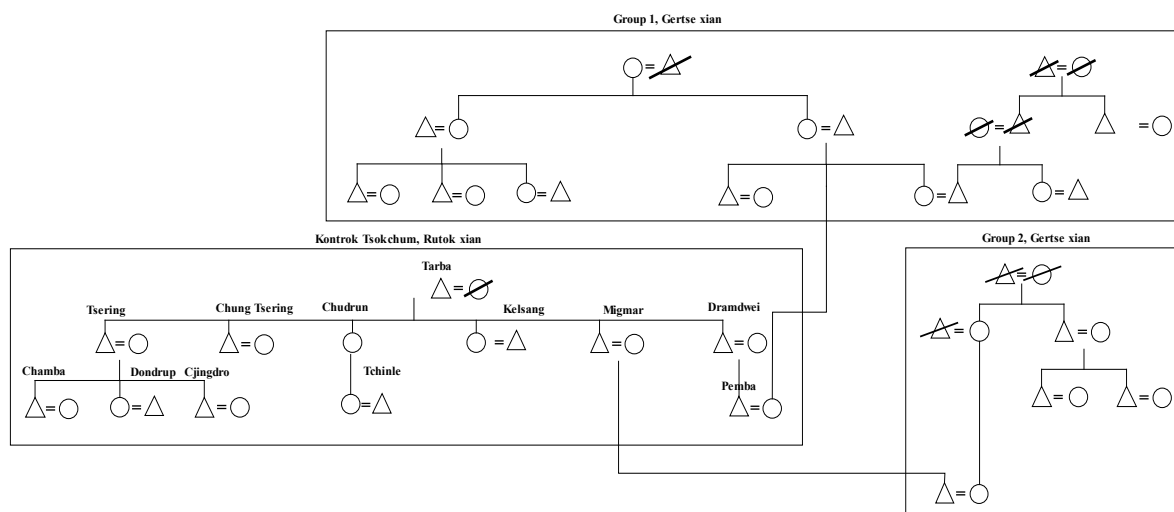 Group 1, Gertse xian
Kontrok Tsokchum, Rutok xian
Group 2, Gertse xian
Tarba
Tsering
Chung Tsering
Chudrun
Kelsang
Migmar
Dramdwei
Chamba
Dondrup
Cjingdro
Tchinle
Pemba